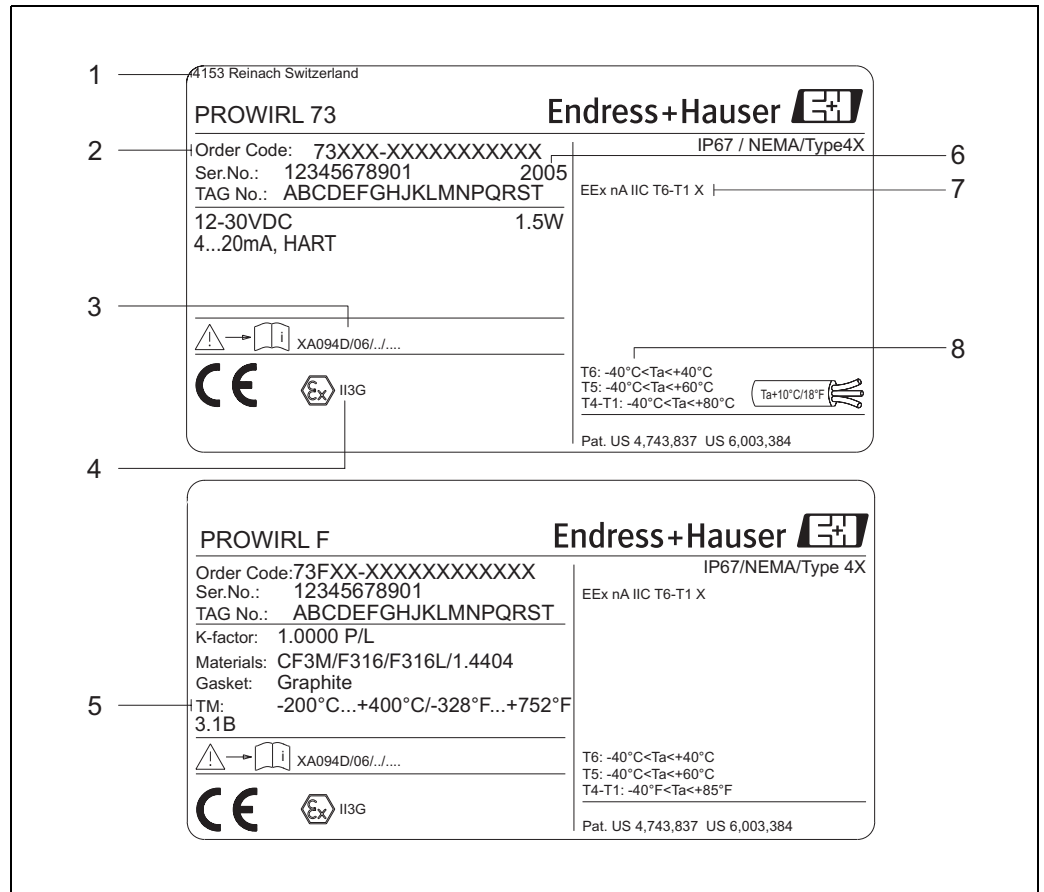 1
4153 Reinach Switzerland
PROWIRL 73
Endress+Hauser
2
Order Code: 73XXX-XXXXXXXXXXX
Ser.No.: 12345678901 2005
TAG No.: ABCDEFGHJKLMNPQRST
12-30VDC 1.5W
4...20mA, HART
3
i XA094D/06/../....
CE Ex II3G
4
IP67 / NEMA/Type4X
6
7
EEx nA IIC T6-T1 X
8
T6: -40°C<Ta<+40°C
T5: -40°C<Ta<+60°C
T4-T1: -40°C<Ta<+80°C
Ta+10°C/18°F
Pat. US 4,743,837 US 6,003,384
PROWIRL F
Endress+Hauser
Order Code:73FXX-XXXXXXXXXXXX
Ser.No.: 12345678901
TAG No.: ABCDEFGHJKLMNPQRST
K-factor: 1.0000 P/L
Materials: CF3M/F316/F316L/1.4404
Gasket: Graphite
5
TM: -200°C...+400°C/-328°F...+752°F
3.1B
i XA094D/06/../....
CE Ex II3G
IP67/NEMA/Type 4X
EEx nA IIC T6-T1 X
T6: -40°C<Ta<+40°C
T5: -40°C<Ta<+60°C
T4-T1: -40°F<Ta<+85°F
Pat. US 4,743,837 US 6,003,384